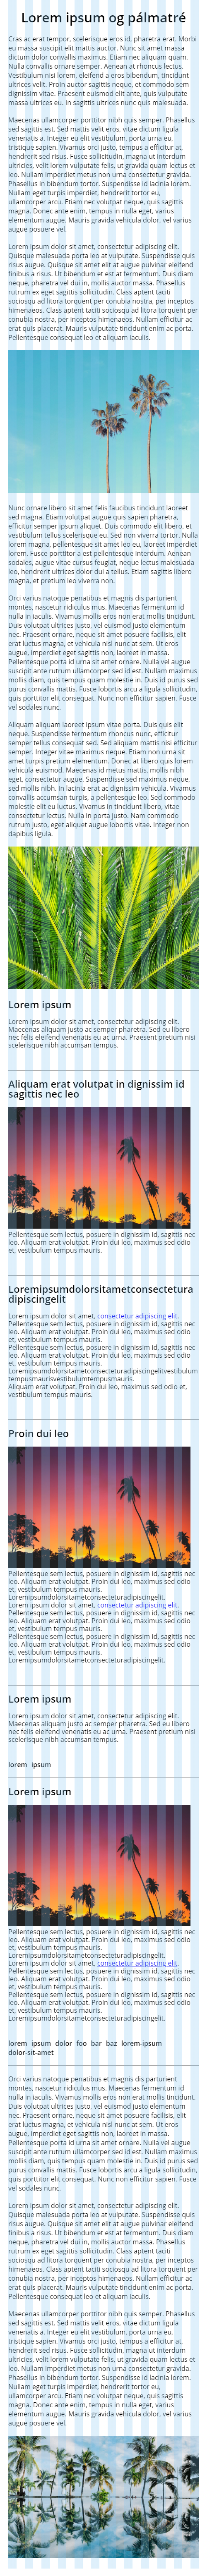 Lorem ipsum og pálmatré
Cras ac erat tempor, scelerisque eros id, pharetra erat. Morbi
eu massa suscipit elit mattis auctor. Nunc sit amet massa
dictum dolor convallis maximus. Etiam nec aliquam quam.
Nulla convallis ornare semper. Aenean at rhoncus lectus.
Vestibulum nisi lorem, eleifend a eros bibendum, tincidunt
ultrices velit. Proin auctor sagittis neque, et commodo sem
dignissim vitae. Praesent euismod elit ante, quis vulputate
massa ultrices eu. In sagittis ultrices nunc quis malesuada.
Maecenas ullamcorper porttitor nibh quis semper. Phasellus
sed sagittis est. Sed mattis velit eros, vitae dictum ligula
venenatis a. Integer eu elit vestibulum, porta urna eu,
tristique sapien. Vivamus orci justo, tempus a efficitur at,
hendrerit sed risus. Fusce sollicitudin, magna ut interdum
ultricies, velit lorem vulputate felis, ut gravida quam lectus et
leo. Nullam imperdiet metus non urna consectetur gravida.
Phasellus in bibendum tortor. Suspendisse id lacinia lorem.
Nullam eget turpis imperdiet, hendrerit tortor eu,
ullamcorper arcu. Etiam nec volutpat neque, quis sagittis
magna. Donec ante enim, tempus in nulla eget, varius
elementum augue. Mauris gravida vehicula dolor, vel varius
augue posuere vel.
Lorem ipsum dolor sit amet, consectetur adipiscing elit.
Quisque malesuada porta leo at vulputate. Suspendisse quis
risus augue. Quisque sit amet elit at augue pulvinar eleifend
finibus a risus. Ut bibendum et est at fermentum. Duis diam
neque, pharetra vel dui in, mollis auctor massa. Phasellus
rutrum ex eget sagittis sollicitudin. Class aptent taciti
sociosqu ad litora torquent per conubia nostra, per inceptos
himenaeos. Class aptent taciti sociosqu ad litora torquent per
conubia nostra, per inceptos himenaeos. Nullam efficitur ac
erat quis placerat. Mauris vulputate tincidunt enim ac porta.
Pellentesque consequat leo et aliquam iaculis.
Nunc ornare libero sit amet felis faucibus tincidunt laoreet
sed magna. Etiam volutpat augue quis sapien pharetra,
efficitur semper ipsum aliquet. Duis commodo elit libero, et
vestibulum tellus scelerisque eu. Sed non viverra tortor. Nulla
lorem magna, pellentesque sit amet leo eu, laoreet imperdiet
lorem. Fusce porttitor a est pellentesque interdum. Aenean
sodales, augue vitae cursus feugiat, neque lectus malesuada
leo, hendrerit ultrices dolor dui a tellus. Etiam sagittis libero
magna, et pretium leo viverra non.
Orci varius natoque penatibus et magnis dis parturient
montes, nascetur ridiculus mus. Maecenas fermentum id
nulla in iaculis. Vivamus mollis eros non erat mollis tincidunt.
Duis volutpat ultrices justo, vel euismod justo elementum
nec. Praesent ornare, neque sit amet posuere facilisis, elit
erat luctus magna, et vehicula nisl nunc at sem. Ut eros
augue, imperdiet eget sagittis non, laoreet in massa.
Pellentesque porta id urna sit amet ornare. Nulla vel augue
suscipit ante rutrum ullamcorper sed id est. Nullam maximus
mollis diam, quis tempus quam molestie in. Duis id purus sed
purus convallis mattis. Fusce lobortis arcu a ligula sollicitudin,
quis porttitor elit consequat. Nunc non efficitur sapien. Fusce
vel sodales nunc.
Aliquam aliquam laoreet ipsum vitae porta. Duis quis elit
neque. Suspendisse fermentum rhoncus nunc, efficitur
semper tellus consequat sed. Sed aliquam mattis nisi efficitur
semper. Integer vitae maximus neque. Etiam non urna sit
amet turpis pretium elementum. Donec at libero quis lorem
vehicula euismod. Maecenas id metus mattis, mollis nibh
eget, consectetur augue. Suspendisse sed maximus neque,
sed mollis nibh. In lacinia erat ac dignissim vehicula. Vivamus
convallis accumsan turpis, a pellentesque leo. Sed commodo
molestie elit eu luctus. Vivamus in tincidunt libero, vitae
consectetur lectus. Nulla in porta justo. Nam commodo
rutrum justo, eget aliquet augue lobortis vitae. Integer non
dapibus ligula.
Lorem ipsum
Lorem ipsum dolor sit amet, consectetur adipiscing elit.
Maecenas aliquam justo ac semper pharetra. Sed eu libero
nec felis eleifend venenatis eu ac urna. Praesent pretium nisi
scelerisque nibh accumsan tempus.
Aliquam erat volutpat in dignissim id
sagittis nec leo
Pellentesque sem lectus, posuere in dignissim id, sagittis nec
leo. Aliquam erat volutpat. Proin dui leo, maximus sed odio
et, vestibulum tempus mauris.
Loremipsumdolorsitametconsectetura
dipiscingelit
Lorem ipsum dolor sit amet, consectetur adipiscing elit.
Pellentesque sem lectus, posuere in dignissim id, sagittis nec
leo. Aliquam erat volutpat. Proin dui leo, maximus sed odio
et, vestibulum tempus mauris.
Pellentesque sem lectus, posuere in dignissim id, sagittis nec
leo. Aliquam erat volutpat. Proin dui leo, maximus sed odio
et, vestibulum tempus mauris.
Loremipsumdolorsitametconsecteturadipiscingelitvestibulum
tempusmaurisvestibulumtempusmauris.
Aliquam erat volutpat. Proin dui leo, maximus sed odio et,
vestibulum tempus mauris.
Proin dui leo
Pellentesque sem lectus, posuere in dignissim id, sagittis nec
leo. Aliquam erat volutpat. Proin dui leo, maximus sed odio
et, vestibulum tempus mauris.
Loremipsumdolorsitametconsecteturadipiscingelit.
Lorem ipsum dolor sit amet, consectetur adipiscing elit.
Pellentesque sem lectus, posuere in dignissim id, sagittis nec
leo. Aliquam erat volutpat. Proin dui leo, maximus sed odio
et, vestibulum tempus mauris.
Pellentesque sem lectus, posuere in dignissim id, sagittis nec
leo. Aliquam erat volutpat. Proin dui leo, maximus sed odio
et, vestibulum tempus mauris.
Loremipsumdolorsitametconsecteturadipiscingelit.
Lorem ipsum
Lorem ipsum dolor sit amet, consectetur adipiscing elit.
Maecenas aliquam justo ac semper pharetra. Sed eu libero
nec felis eleifend venenatis eu ac urna. Praesent pretium nisi
scelerisque nibh accumsan tempus.
lorem ipsum
Lorem ipsum
Pellentesque sem lectus, posuere in dignissim id, sagittis nec
leo. Aliquam erat volutpat. Proin dui leo, maximus sed odio
et, vestibulum tempus mauris.
Loremipsumdolorsitametconsecteturadipiscingelit.
Lorem ipsum dolor sit amet, consectetur adipiscing elit.
Pellentesque sem lectus, posuere in dignissim id, sagittis nec
leo. Aliquam erat volutpat. Proin dui leo, maximus sed odio
et, vestibulum tempus mauris.
Pellentesque sem lectus, posuere in dignissim id, sagittis nec
leo. Aliquam erat volutpat. Proin dui leo, maximus sed odio
et, vestibulum tempus mauris.
Loremipsumdolorsitametconsecteturadipiscingelit.
lorem ipsum dolor foo bar baz lorem-ipsum
dolor-sit-amet
Orci varius natoque penatibus et magnis dis parturient
montes, nascetur ridiculus mus. Maecenas fermentum id
nulla in iaculis. Vivamus mollis eros non erat mollis tincidunt.
Duis volutpat ultrices justo, vel euismod justo elementum
nec. Praesent ornare, neque sit amet posuere facilisis, elit
erat luctus magna, et vehicula nisl nunc at sem. Ut eros
augue, imperdiet eget sagittis non, laoreet in massa.
Pellentesque porta id urna sit amet ornare. Nulla vel augue
suscipit ante rutrum ullamcorper sed id est. Nullam maximus
mollis diam, quis tempus quam molestie in. Duis id purus sed
purus convallis mattis. Fusce lobortis arcu a ligula sollicitudin,
quis porttitor elit consequat. Nunc non efficitur sapien. Fusce
vel sodales nunc.
Lorem ipsum dolor sit amet, consectetur adipiscing elit.
Quisque malesuada porta leo at vulputate. Suspendisse quis
risus augue. Quisque sit amet elit at augue pulvinar eleifend
finibus a risus. Ut bibendum et est at fermentum. Duis diam
neque, pharetra vel dui in, mollis auctor massa. Phasellus
rutrum ex eget sagittis sollicitudin. Class aptent taciti
sociosqu ad litora torquent per conubia nostra, per inceptos
himenaeos. Class aptent taciti sociosqu ad litora torquent per
conubia nostra, per inceptos himenaeos. Nullam efficitur ac
erat quis placerat. Mauris vulputate tincidunt enim ac porta.
Pellentesque consequat leo et aliquam iaculis.
Maecenas ullamcorper porttitor nibh quis semper. Phasellus
sed sagittis est. Sed mattis velit eros, vitae dictum ligula
venenatis a. Integer eu elit vestibulum, porta urna eu,
tristique sapien. Vivamus orci justo, tempus a efficitur at,
hendrerit sed risus. Fusce sollicitudin, magna ut interdum
ultricies, velit lorem vulputate felis, ut gravida quam lectus et
leo. Nullam imperdiet metus non urna consectetur gravida.
Phasellus in bibendum tortor. Suspendisse id lacinia lorem.
Nullam eget turpis imperdiet, hendrerit tortor eu,
ullamcorper arcu. Etiam nec volutpat neque, quis sagittis
magna. Donec ante enim, tempus in nulla eget, varius
elementum augue. Mauris gravida vehicula dolor, vel varius
augue posuere vel.